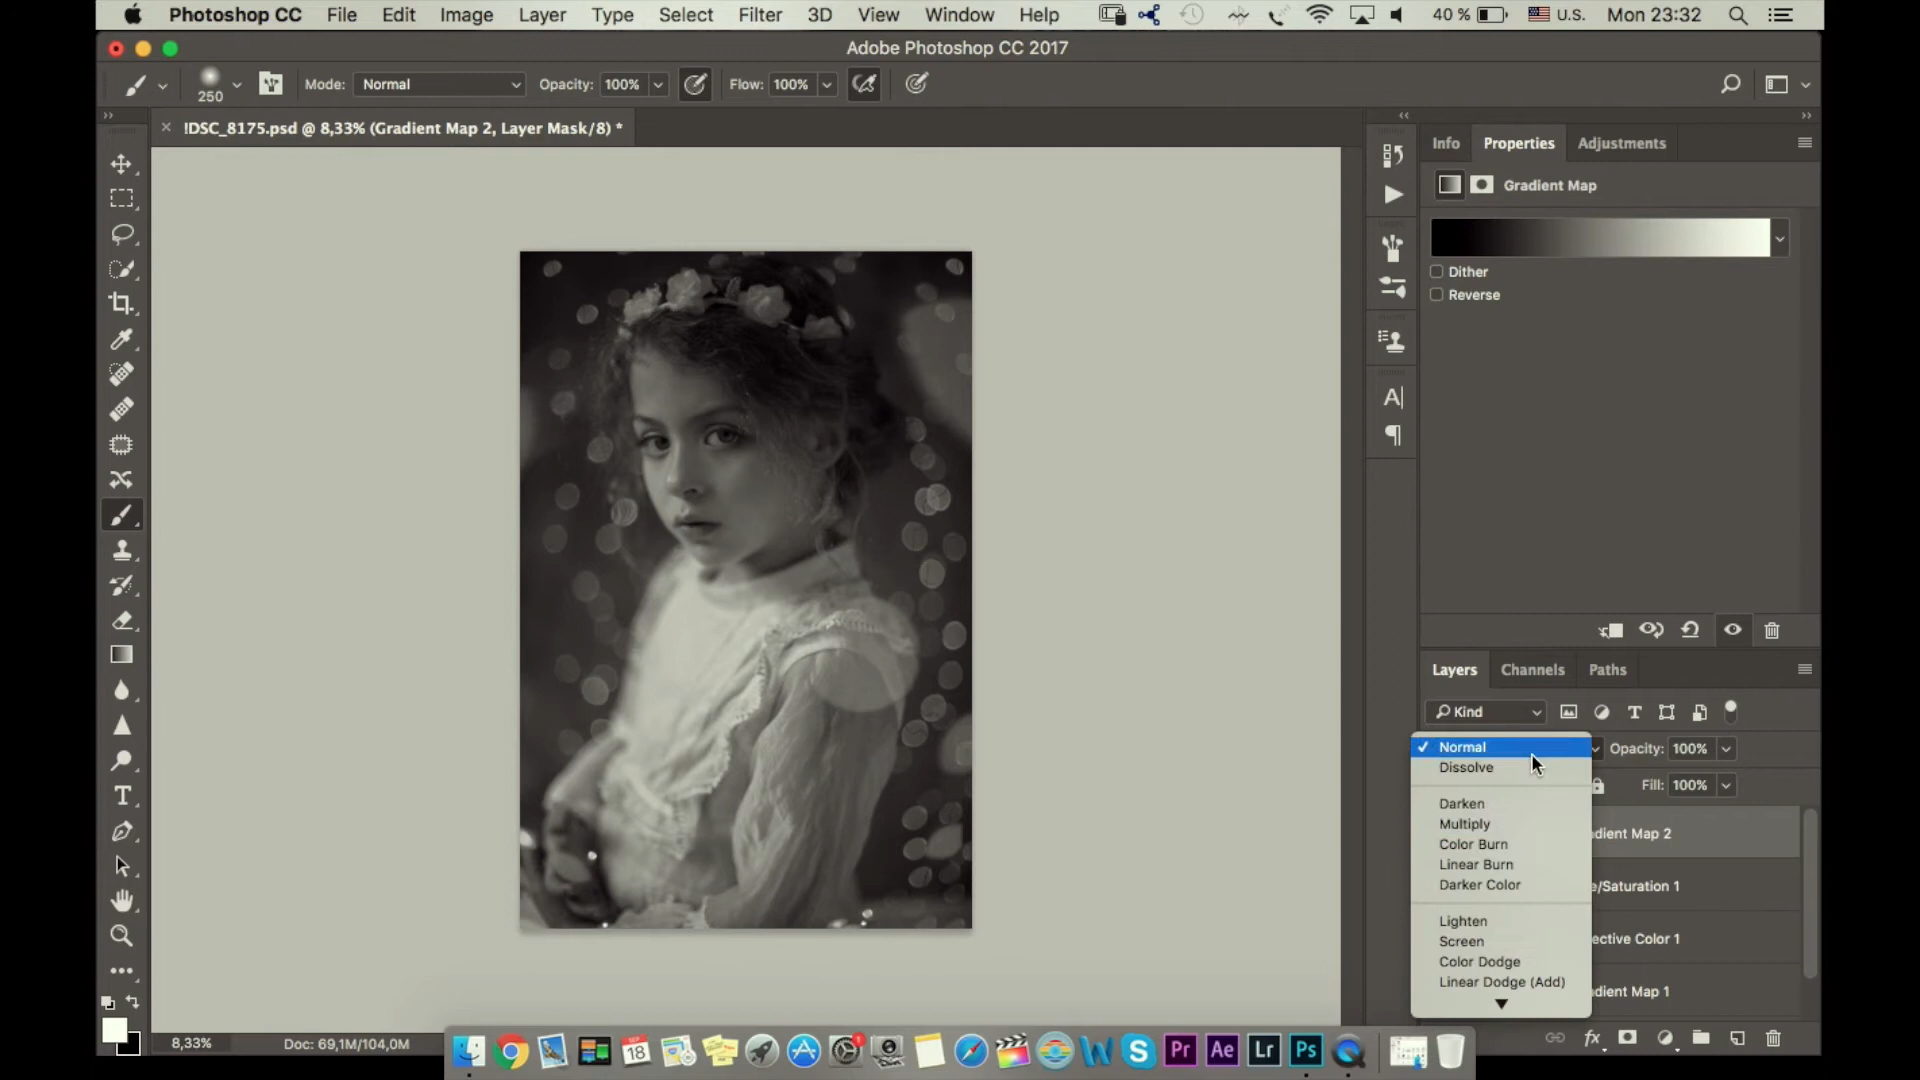 Photoshop CC File Edit Image Layer Type Select Filter 3D View Window Help 40 % U.S. Mon 23:32
Adobe Photoshop CC 2017
250 Mode: Normal Opacity: 100% Flow: 100%
!DSC_8175.psd @ 8,33% (Gradient Map 2, Layer Mask/8) *
Info Properties Adjustments
Gradient Map
Dither
Reverse
Layers Channels Paths
Kind
Normal
Opacity: 100%
Dissolve
Fill: 100%
Darken
Multiply
dient Map 2
Color Burn
Linear Burn
Darker Color
e/Saturation 1
Lighten
Screen
ective Color 1
Color Dodge
Linear Dodge (Add)
dient Map 1
8,33% Doc: 69,1M/104,0M
SEP
18
1
W S Pr Ae Lr Ps